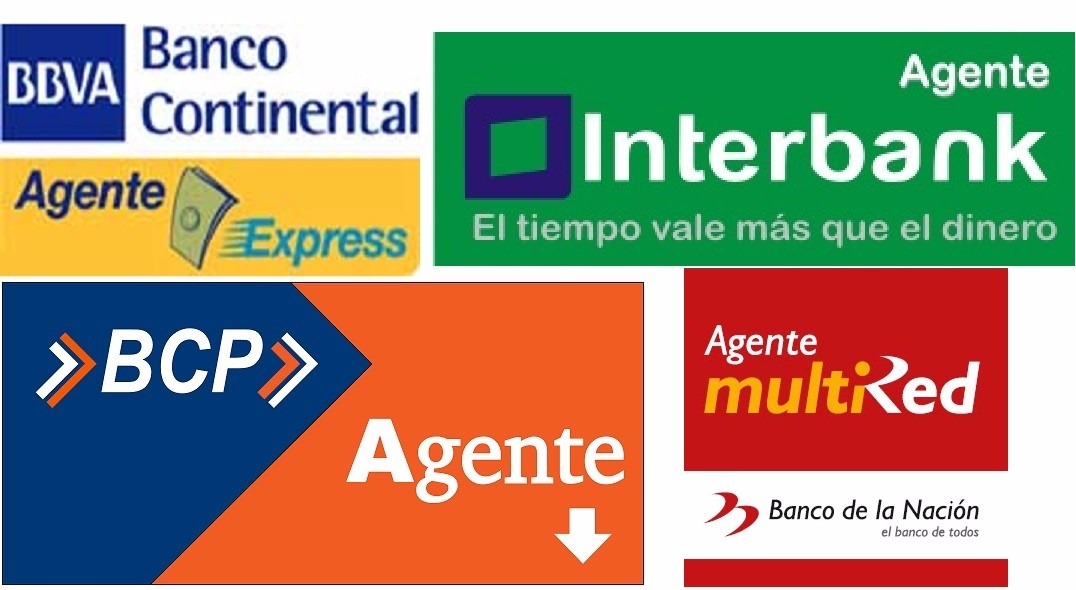 BBVA
Banco
Continental
Agente
Express
Agente
Interbank
El tiempo vale más que el dinero
BCP
Agente
Agente
multiRed
Banco de la Nación
el banco de todos